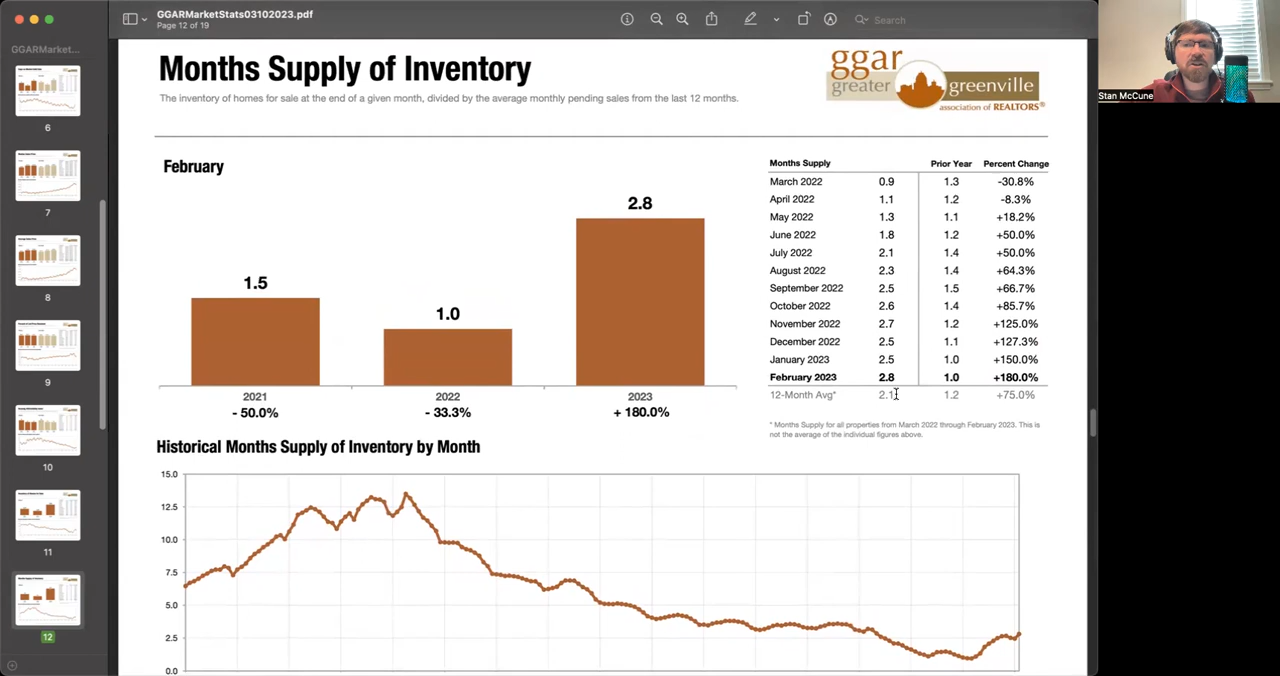 GGARMarketStats03102023.pdf
Page 12 of 19
Search
GGARMarket...
6
7
8
9
10
11
12
Months Supply of Inventory
The inventory of homes for sale at the end of a given month, divided by the average monthly pending sales from the last 12 months.
ggar
greater greenville
association of REALTORS®
Stan McCune
February
1.5
1.0
2.8
2021 2022 2023
- 50.0% - 33.3% + 180.0%
Months Supply Prior Year Percent Change
March 2022 0.9 1.3 -30.8%
April 2022 1.1 1.2 -8.3%
May 2022 1.3 1.1 +18.2%
June 2022 1.8 1.2 +50.0%
July 2022 2.1 1.4 +50.0%
August 2022 2.3 1.4 +64.3%
September 2022 2.5 1.5 +66.7%
October 2022 2.6 1.4 +85.7%
November 2022 2.7 1.2 +125.0%
December 2022 2.5 1.1 +127.3%
January 2023 2.5 1.0 +150.0%
February 2023 2.8 1.0 +180.0%
12-Month Avg* 2.1 1.2 +75.0%
* Months Supply for all properties from March 2022 through February 2023. This is
not the average of the individual figures above.
Historical Months Supply of Inventory by Month
15.0
12.5
10.0
7.5
5.0
2.5
0.0